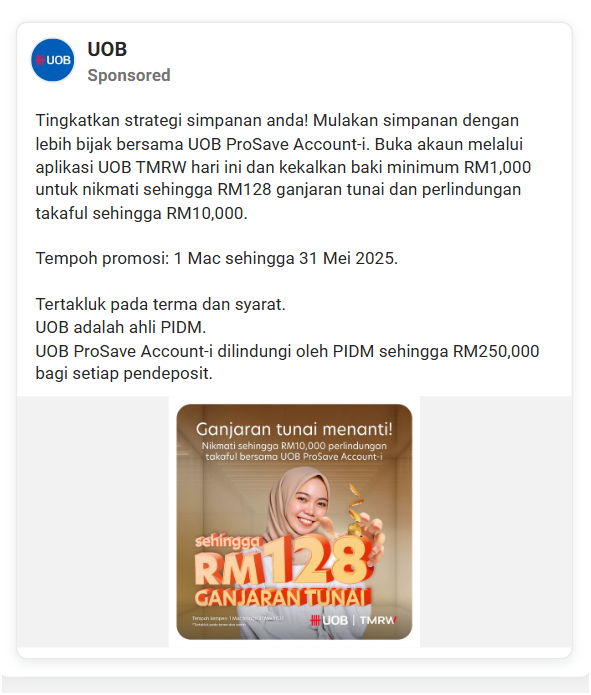 UOB
UOB
Sponsored
Tingkatkan strategi simpanan anda! Mulakan simpanan dengan
lebih bijak bersama UOB ProSave Account-i. Buka akaun melalui
aplikasi UOB TMRW hari ini dan kekalkan baki minimum RM1,000
untuk nikmati sehingga RM128 ganjaran tunai dan perlindungan
takaful sehingga RM10,000.
Tempoh promosi: 1 Mac sehingga 31 Mei 2025.
Tertakluk pada terma dan syarat.
UOB adalah ahli PIDM.
UOB ProSave Account-i dilindungi oleh PIDM sehingga RM250,000
bagi setiap pendeposit.
Ganjaran tunai menanti!
Nikmati sehingga RM10,000 perlindungan
takaful bersama UOB ProSave Account-i
sehingga
RM128
GANJARAN TUNAI
UOB | TMRW